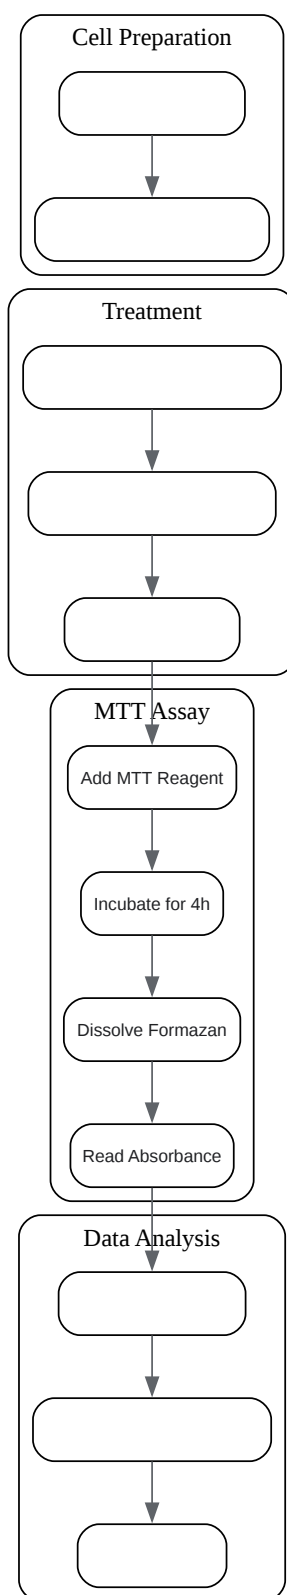 Cell Preparation
Treatment
MTT Assay
Add MTT Reagent
Incubate for 4h
Dissolve Formazan
Read Absorbance
Data Analysis